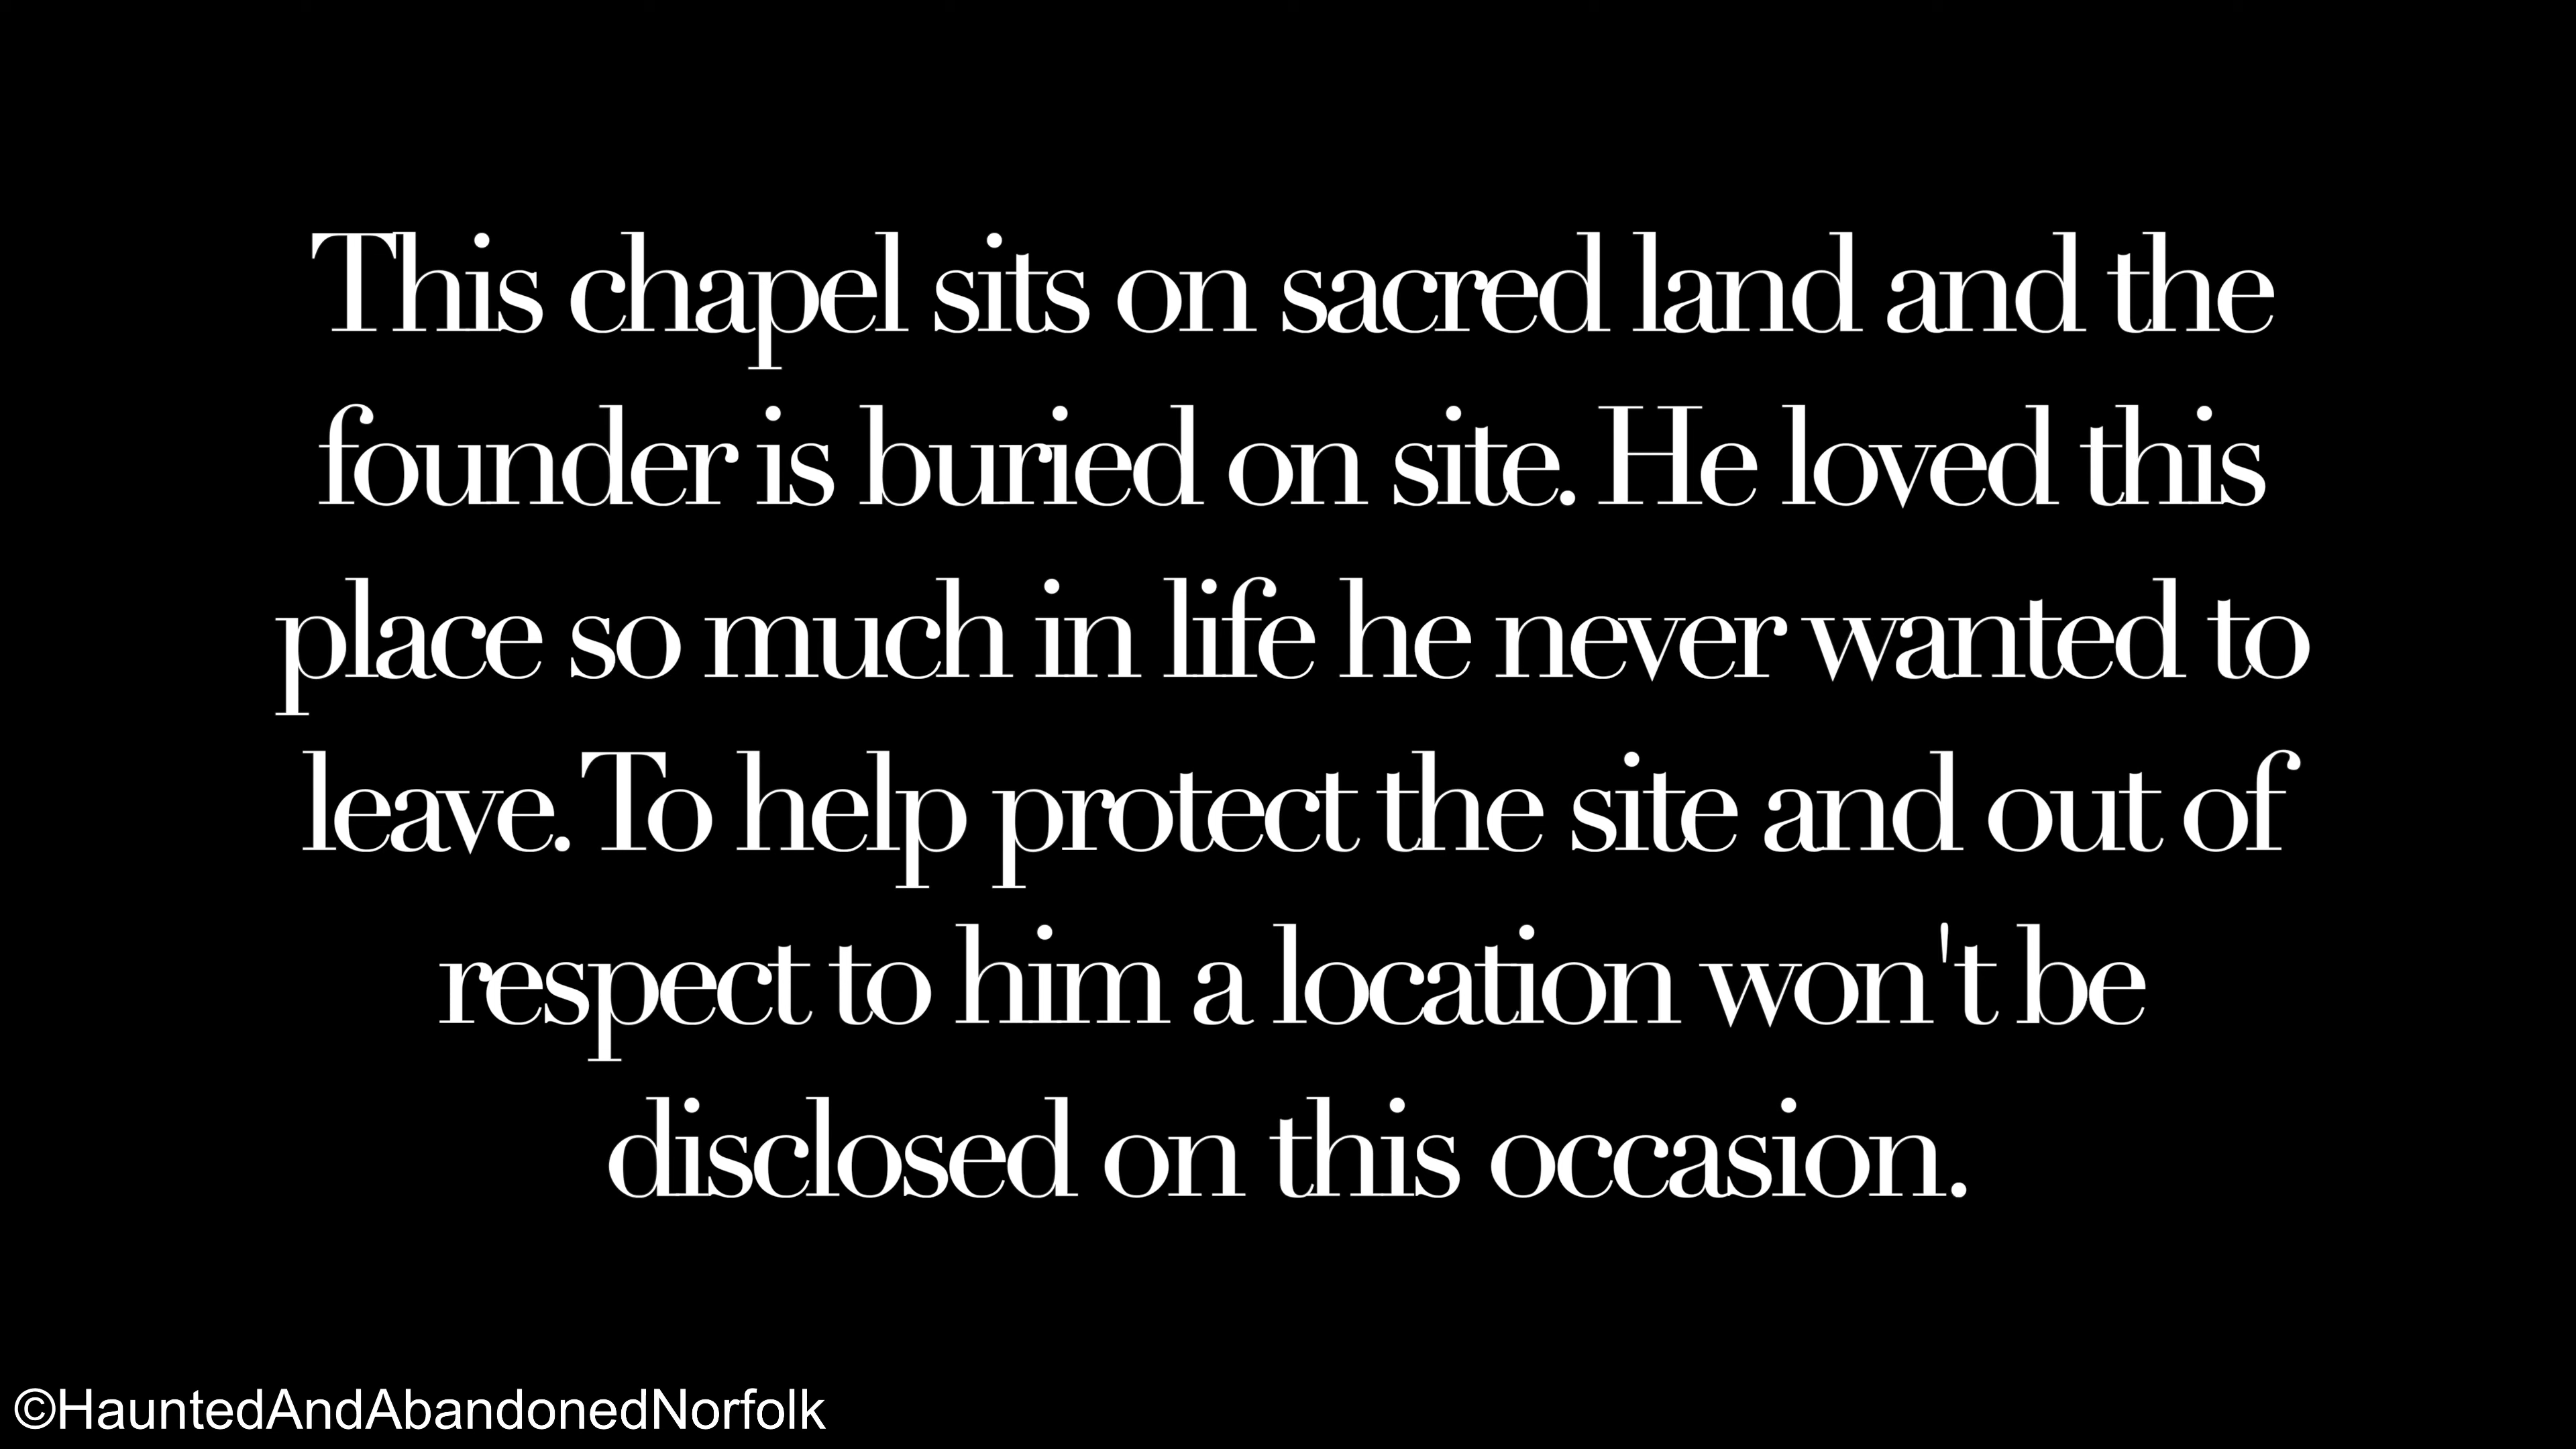 This chapel sits on sacred land and the
founder is buried on site. He loved this
place so much in life he never wanted to
leave. To help protect the site and out of
respect to him a location won't be
disclosed on this occasion.
©HauntedAndAbandonedNorfolk